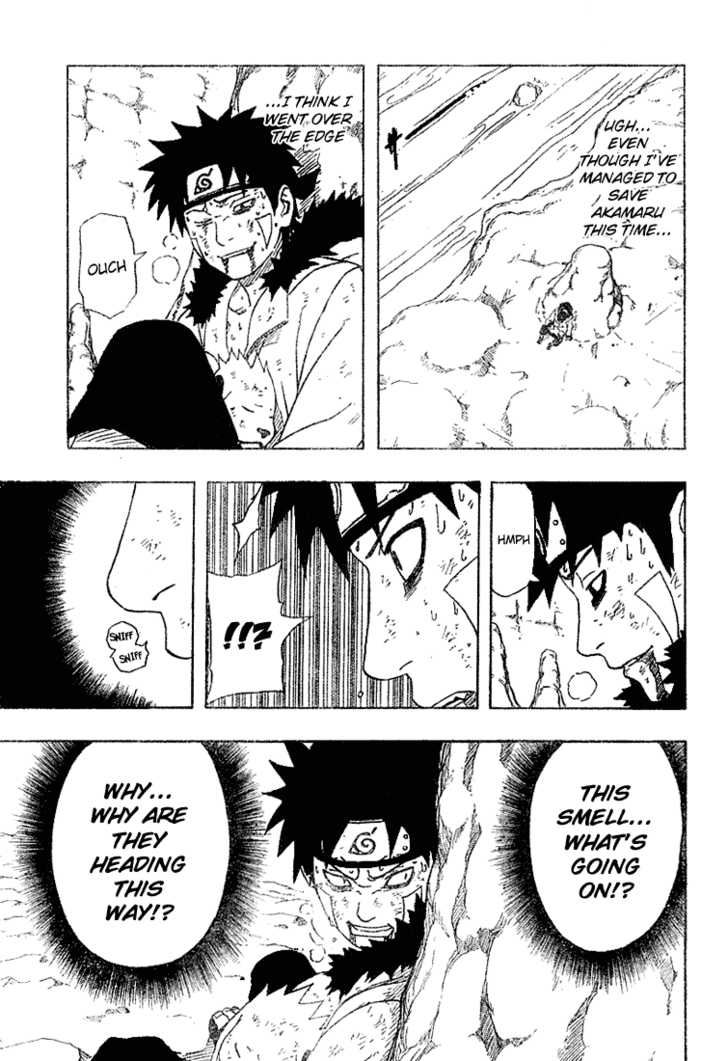 UGH...
EVEN
THOUGH I'VE
MANAGED TO
SAVE
AKAMARU
THIS TIME...
...I THINK I
WENT OVER
THE EDGE
OUCH
HMPH
!!?
SNIFF
SNIFF
THIS
SMELL...
WHAT'S
GOING
ON!?
WHY...
WHY ARE
THEY
HEADING
THIS
WAY!?